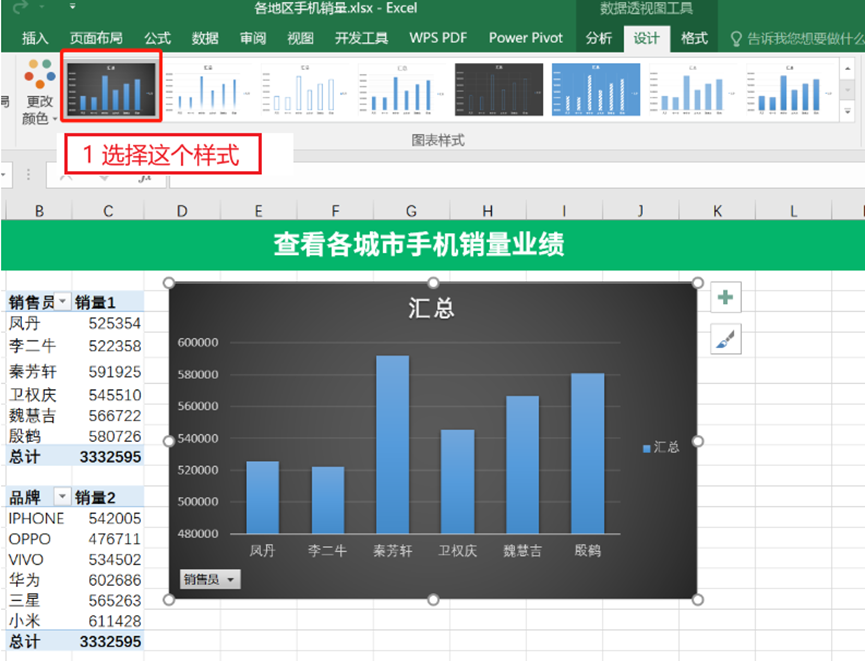 各地区手机销量.xlsx - Excel
数据透视图工具
插入 页面布局 公式 数据 审阅 视图 开发工具 WPS PDF Power Pivot 分析 设计 格式 告诉我您想要做什么
更改
颜色
图表样式
1 选择这个样式
fx
B C D E F G H I J K L
查看各城市手机销量业绩
销售员 销量1
凤丹 525354
李二牛 522358
秦芳轩 591925
卫权庆 545510
魏慧吉 566722
殷鹤 580726
总计 3332595
品牌 销量2
IPHONE 542005
OPPO 476711
VIVO 534502
华为 602686
三星 565263
小米 611428
总计 3332595
汇总
600000
580000
560000
540000
520000
500000
480000
凤丹 李二牛 秦芳轩 卫权庆 魏慧吉 殷鹤
汇总
销售员